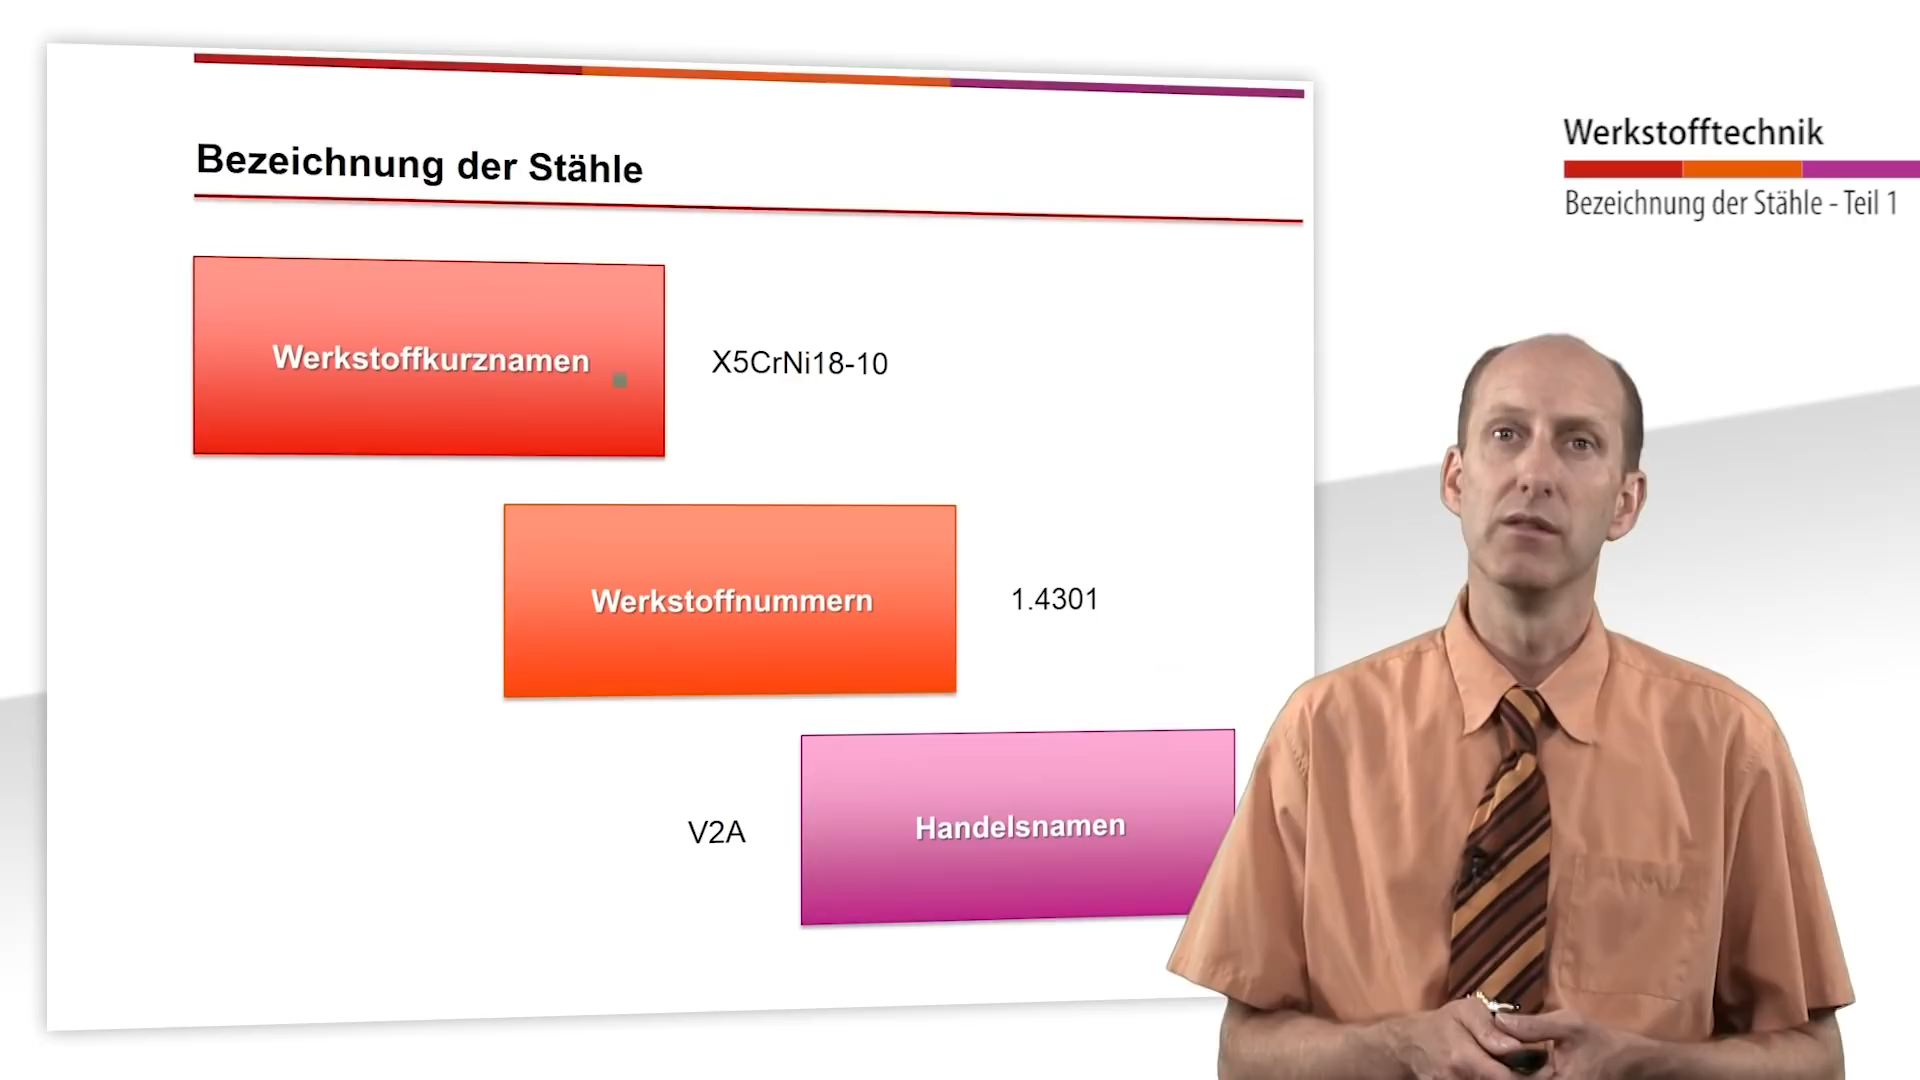 Bezeichnung der Stähle
Werkstoffkurznamen
X5CrNi18-10
Werkstoffnummern
1.4301
V2A
Handelsnamen
Werkstofftechnik
Bezeichnung der Stähle - Teil 1